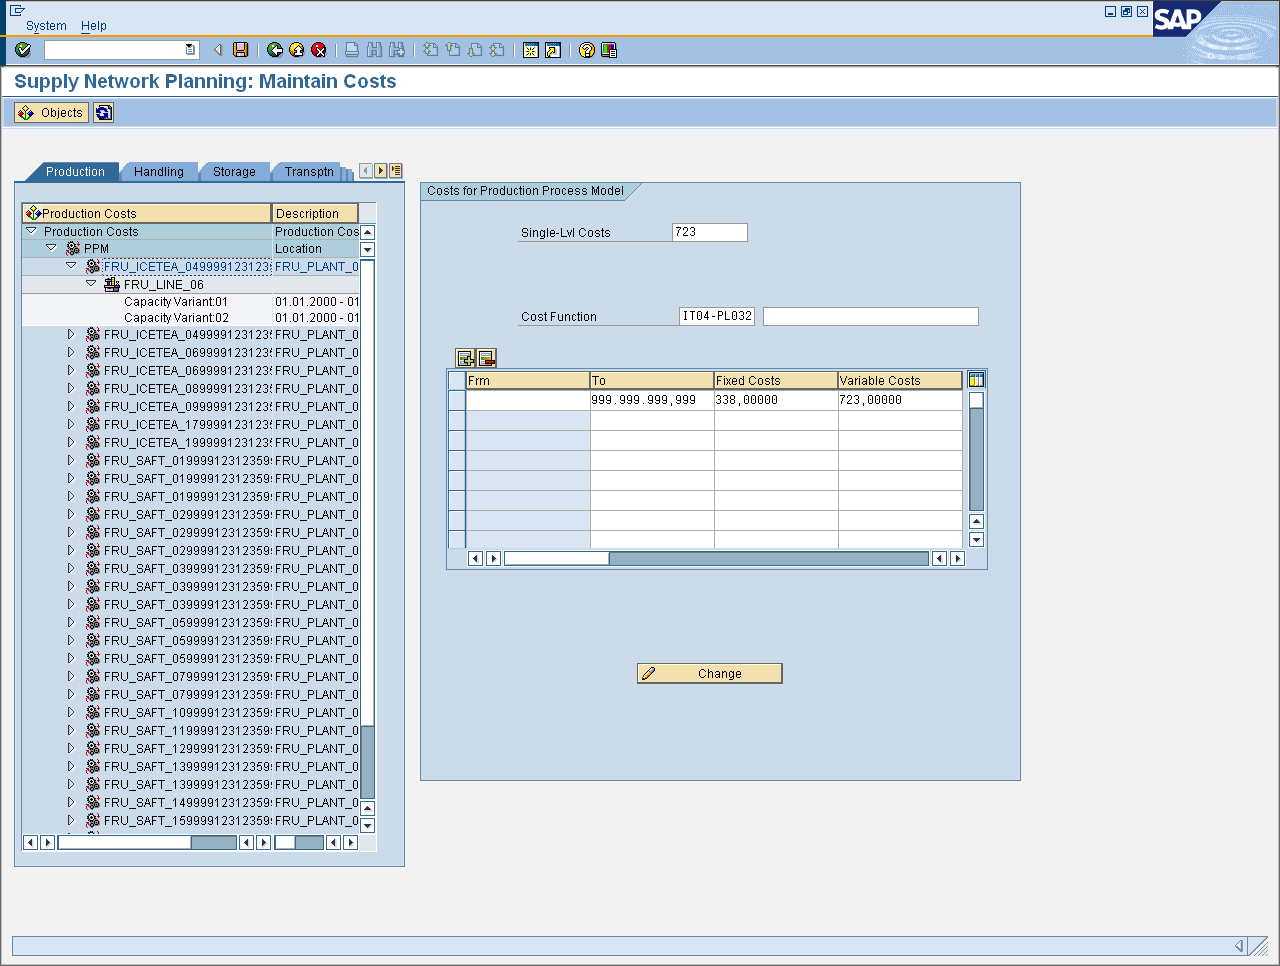 System Help
SAP
Supply Network Planning: Maintain Costs
Objects
Production Handling Storage Transptn
Costs for Production Process Model
Production Costs Description
Production Costs Production Cos
PPM Location
FRU_ICETEA_049999123123 FRU_PLANT_0
FRU_LINE_06
Capacity Variant:01 01.01.2000 - 01
Capacity Variant:02 01.01.2000 - 01
FRU_ICETEA_049999123123 FRU_PLANT_0
FRU_ICETEA_069999123123 FRU_PLANT_0
FRU_ICETEA_069999123123 FRU_PLANT_0
FRU_ICETEA_089999123123 FRU_PLANT_0
FRU_ICETEA_099999123123 FRU_PLANT_0
FRU_ICETEA_179999123123 FRU_PLANT_0
FRU_ICETEA_199999123123 FRU_PLANT_0
FRU_SAFT_01999912312359 FRU_PLANT_0
FRU_SAFT_01999912312359 FRU_PLANT_0
FRU_SAFT_01999912312359 FRU_PLANT_0
FRU_SAFT_02999912312359 FRU_PLANT_0
FRU_SAFT_02999912312359 FRU_PLANT_0
FRU_SAFT_02999912312359 FRU_PLANT_0
FRU_SAFT_03999912312359 FRU_PLANT_0
FRU_SAFT_03999912312359 FRU_PLANT_0
FRU_SAFT_03999912312359 FRU_PLANT_0
FRU_SAFT_05999912312359 FRU_PLANT_0
FRU_SAFT_05999912312359 FRU_PLANT_0
FRU_SAFT_05999912312359 FRU_PLANT_0
FRU_SAFT_07999912312359 FRU_PLANT_0
FRU_SAFT_07999912312359 FRU_PLANT_0
FRU_SAFT_10999912312359 FRU_PLANT_0
FRU_SAFT_11999912312359 FRU_PLANT_0
FRU_SAFT_12999912312359 FRU_PLANT_0
FRU_SAFT_13999912312359 FRU_PLANT_0
FRU_SAFT_13999912312359 FRU_PLANT_0
FRU_SAFT_14999912312359 FRU_PLANT_0
FRU_SAFT_15999912312359 FRU_PLANT_0
Single-Lvl Costs 723
Cost Function IT04-PL032
Frm To Fixed Costs Variable Costs
999.999.999,999 338,00000 723,00000
Change